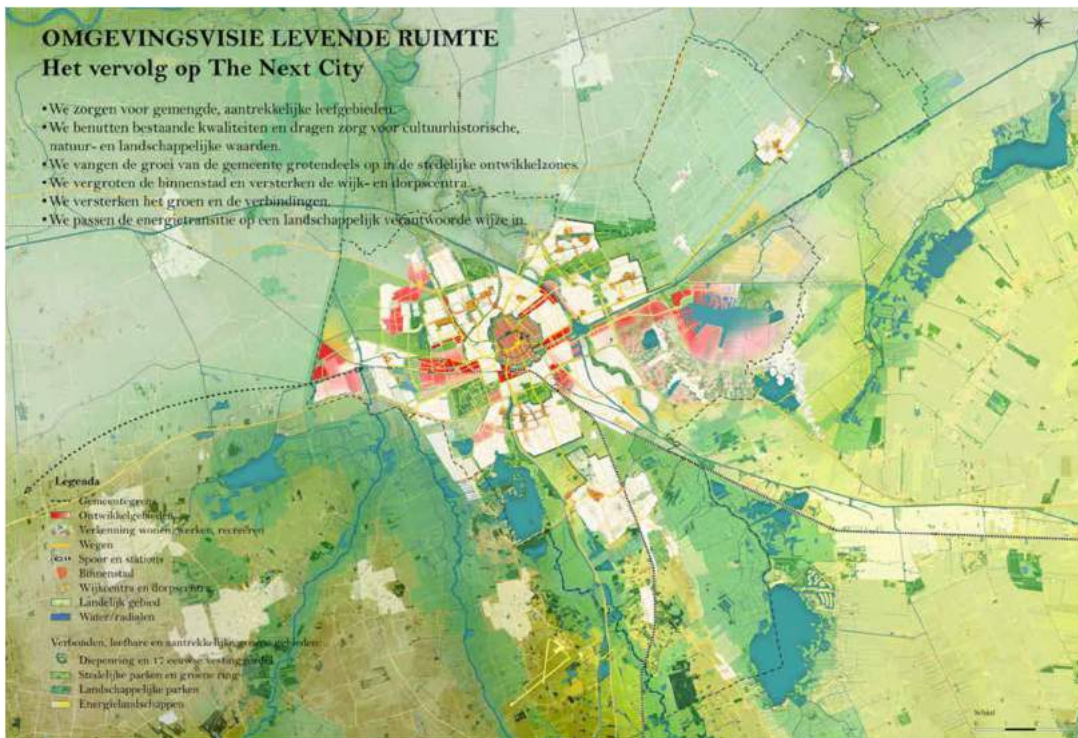 OMGEVINGSVISIE LEVENDE RUIMTE
Het vervolg op The Next City
• We zorgen voor gemengde, aantrekkelijke leefgebieden.
• We benutten bestaande kwaliteiten en dragen zorg voor cultuurhistorische,
natuur- en landschappelijke waarden.
• We vangen de groei van de gemeente grotendeels op in de stedelijke ontwikkelzones.
• We vergroten de binnenstad en versterken de wijk- en dorpscentra.
• We versterken het groen en de verbindingen.
• We passen de energietransitie op een landschappelijk verantwoorde wijze in.
Legenda
Gemeentegrens
Ontwikkelgebieden
Verkenning wonen, werken, recreëren
Wegen
Spoor en stations
Binnenstad
Wijkcentra en dorpscentra
Landelijk gebied
Water/radialen
Verbonden, leefbare en aantrekkelijke groene gebieden:
Diepenring en 17 eeuwse vestinggordel
Stedelijke parken en groene ring
Landschappelijke parken
Energielandschappen